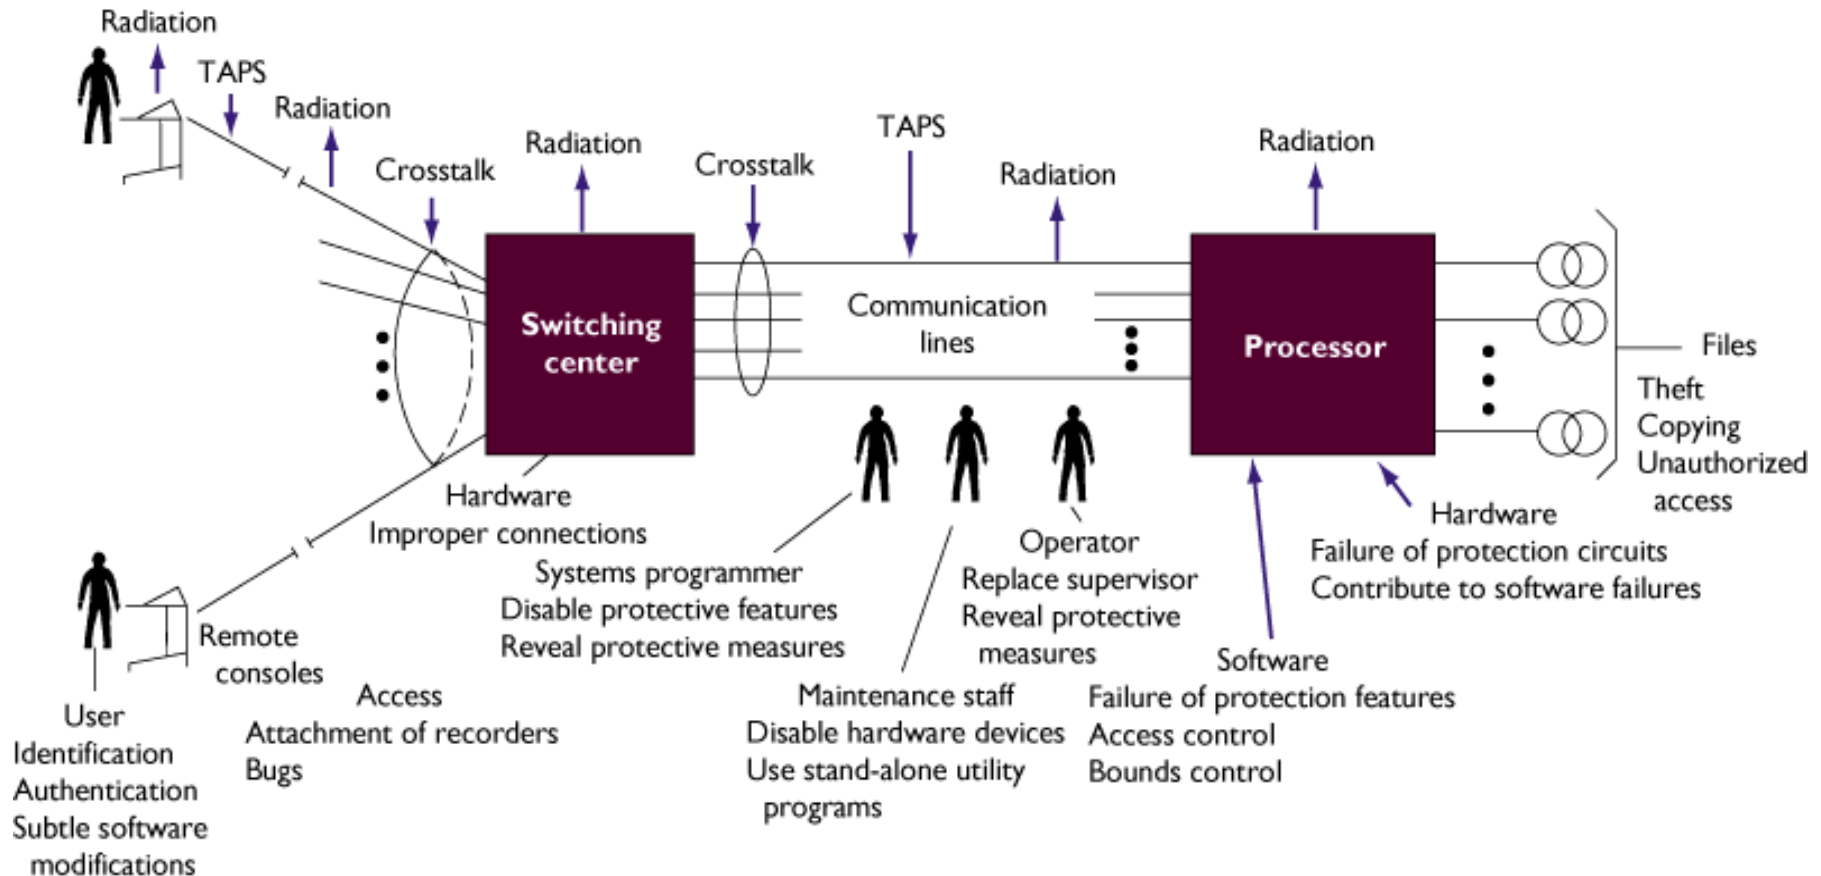 Radiation
TAPS
Radiation
Crosstalk
Radiation
Crosstalk
TAPS
Radiation
Radiation
Switching
center
Communication
lines
Processor
Files
Theft
Copying
Unauthorized
access
Hardware
Improper connections
Systems programmer
Disable protective features
Reveal protective measures
Operator
Replace supervisor
Reveal protective
measures
Hardware
Failure of protection circuits
Contribute to software failures
Remote
consoles
Access
Attachment of recorders
Bugs
User
Identification
Authentication
Subtle software
modifications
Maintenance staff
Disable hardware devices
Use stand-alone utility
programs
Software
Failure of protection features
Access control
Bounds control